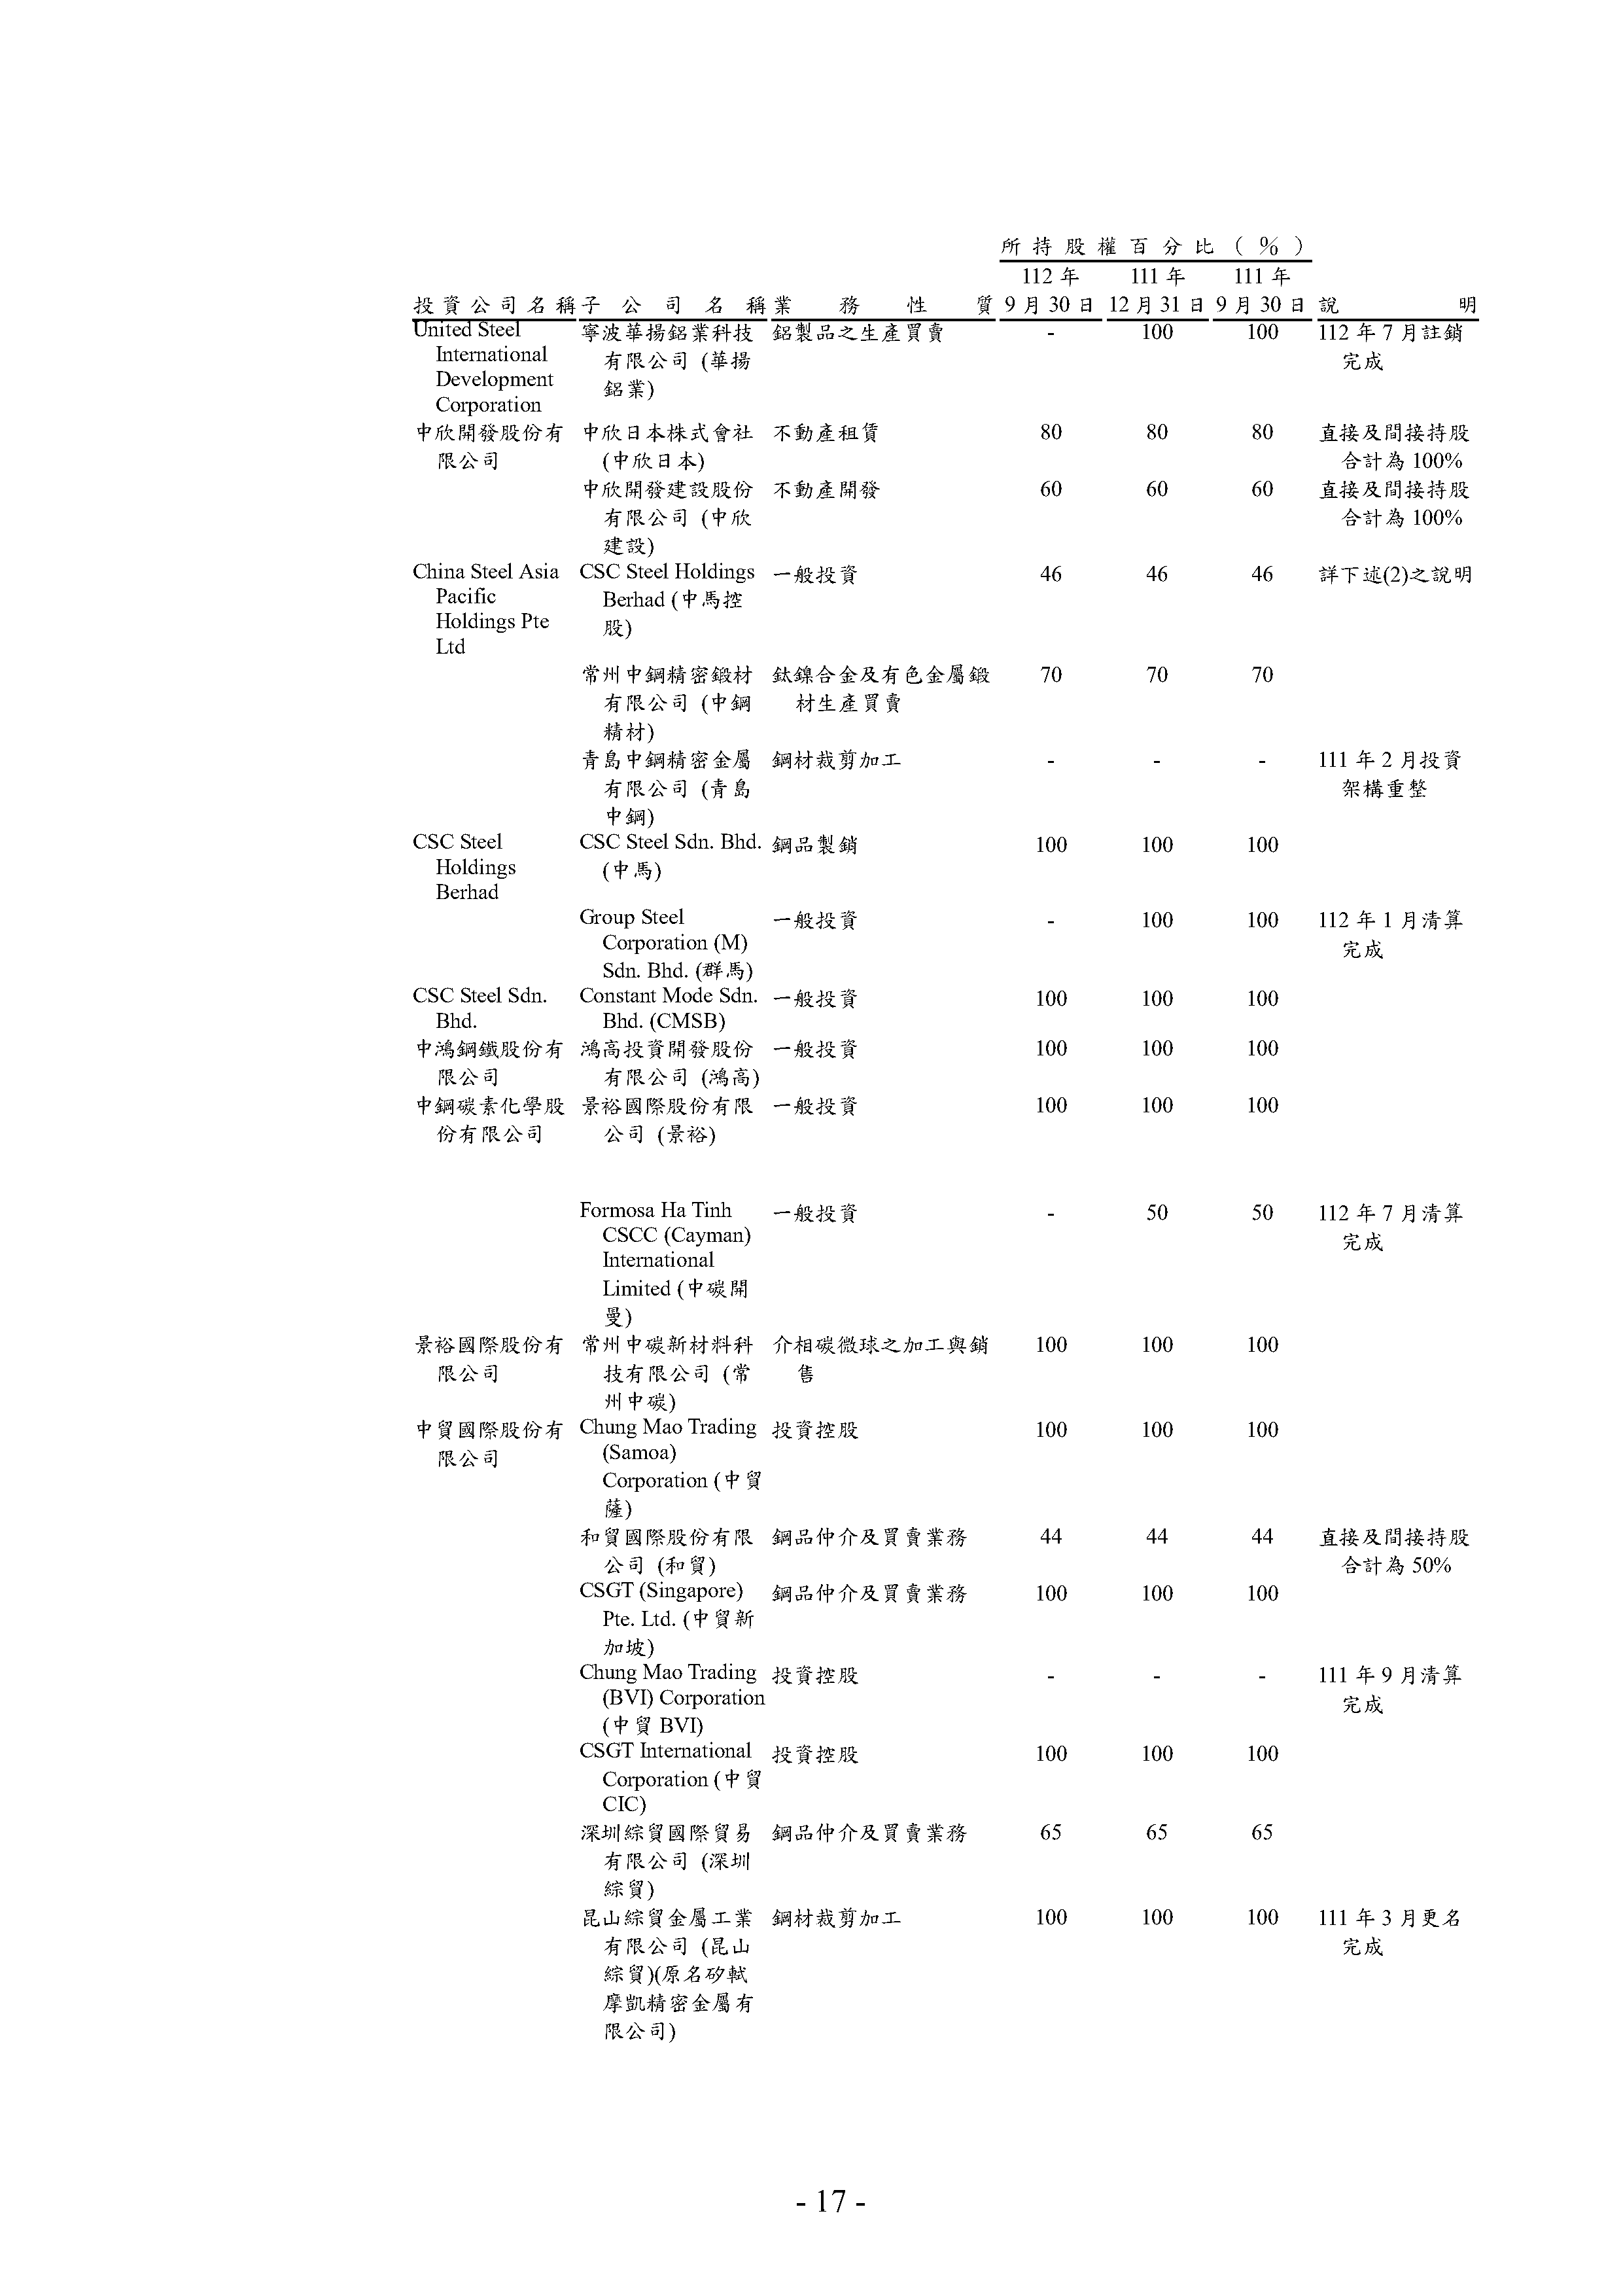 所持股權百分比(%)
112年 111年 111年
投資公司名稱 子公司名稱 業務性質 9月30日 12月31日 9月30日 說明
United Steel 寧波華揚鋁業科技 鋁製品之生產買賣 - 100 100 112年7月註銷
International 有限公司 (華揚 完成
Development 鋁業)
Corporation
中欣開發股份有 中欣日本株式會社 不動產租賃 80 80 80 直接及間接持股
限公司 (中欣日本) 合計為100%
中欣開發建設股份 不動產開發 60 60 60 直接及間接持股
有限公司 (中欣 合計為100%
建設)
China Steel Asia CSC Steel Holdings 一般投資 46 46 46 詳下述(2)之說明
Pacific Berhad (中馬控
Holdings Pte 股)
Ltd
常州中鋼精密鍛材 鈦鎳合金及有色金屬鍛 70 70 70
有限公司 (中鋼 材生產買賣
精材)
青島中鋼精密金屬 鋼材裁剪加工 - - - 111年2月投資
有限公司 (青島 架構重整
中鋼)
CSC Steel CSC Steel Sdn. Bhd. 鋼品製銷 100 100 100
Holdings (中馬)
Berhad
Group Steel 一般投資 - 100 100 112年1月清算
Corporation (M) 完成
Sdn. Bhd. (群馬)
CSC Steel Sdn. Constant Mode Sdn. 一般投資 100 100 100
Bhd. Bhd. (CMSB)
中鴻鋼鐵股份有 鴻高投資開發股份 一般投資 100 100 100
限公司 有限公司 (鴻高)
中鋼碳素化學股 景裕國際股份有限 一般投資 100 100 100
份有限公司 公司 (景裕)
Formosa Ha Tinh 一般投資 - 50 50 112年7月清算
CSCC (Cayman) 完成
International
Limited (中碳開
曼)
景裕國際股份有 常州中碳新材料科 介相碳微球之加工與銷 100 100 100
限公司 技有限公司 (常 售
州中碳)
中貿國際股份有 Chung Mao Trading 投資控股 100 100 100
限公司 (Samoa)
Corporation (中貿
薩)
和貿國際股份有限 鋼品仲介及買賣業務 44 44 44 直接及間接持股
公司 (和貿) 合計為50%
CSGT (Singapore) 鋼品仲介及買賣業務 100 100 100
Pte. Ltd. (中貿新
加坡)
Chung Mao Trading 投資控股 - - - 111年9月清算
(BVI) Corporation 完成
(中貿BVI)
CSGT International 投資控股 100 100 100
Corporation (中貿
CIC)
深圳綜貿國際貿易 鋼品仲介及買賣業務 65 65 65
有限公司 (深圳
綜貿)
昆山綜貿金屬工業 鋼材裁剪加工 100 100 100 111年3月更名
有限公司 (昆山 完成
綜貿)(原名矽軾
摩凱精密金屬有
限公司)
- 17 -